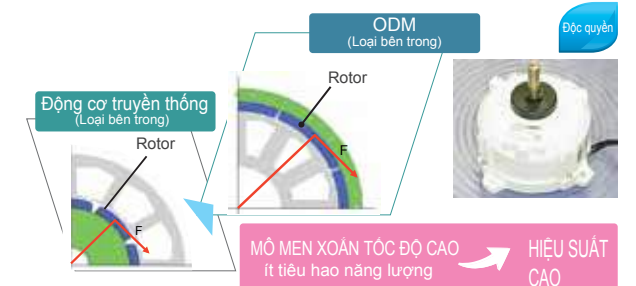 ODM
(Loại bên trong)
Độc quyền
Rotor
F
Động cơ truyền thống
(Loại bên trong)
Rotor
F
MÔ MEN XOẮN TỐC ĐỘ CAO
ít tiêu hao năng lượng
HIỆU SUẤT
CAO